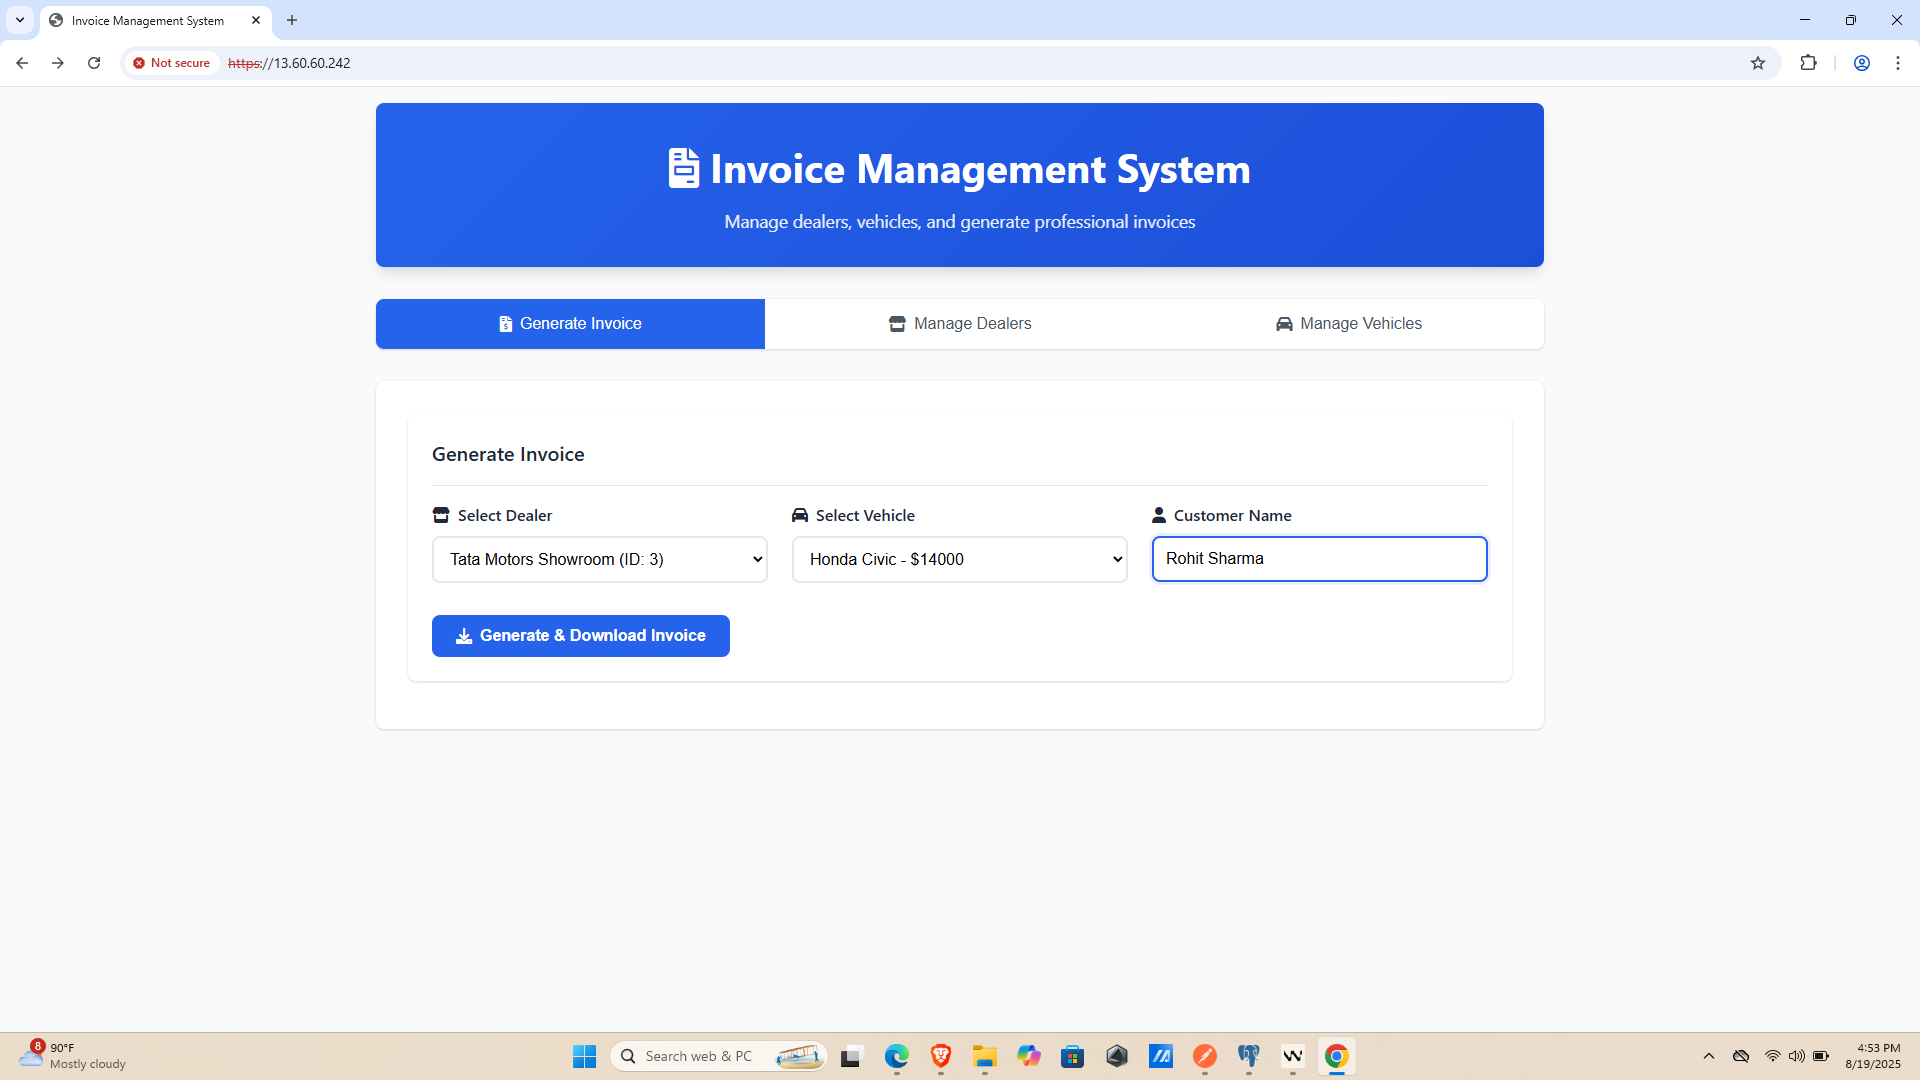 Invoice Management System
Not secure
https://13.60.60.242
Invoice Management System
Manage dealers, vehicles, and generate professional invoices
Generate Invoice
Manage Dealers
Manage Vehicles
Generate Invoice
Select Dealer
Select Vehicle
Customer Name
Tata Motors Showroom (ID: 3)
Honda Civic - $14000
Rohit Sharma
Generate & Download Invoice
8
90°F
Mostly cloudy
Search web & PC
4:53 PM
8/19/2025